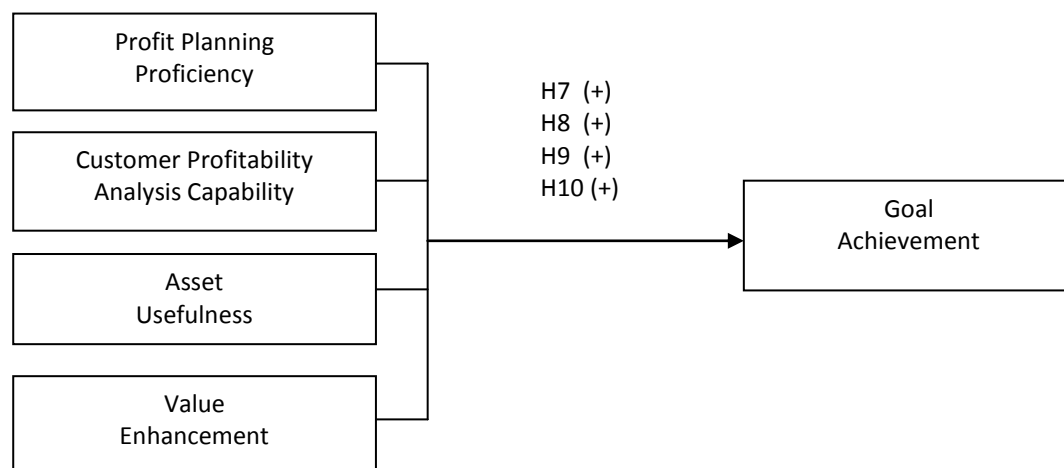 Profit Planning
Proficiency
Customer Profitability
Analysis Capability
Asset
Usefulness
Value
Enhancement
H7 (+)
H8 (+)
H9 (+)
H10 (+)
Goal
Achievement